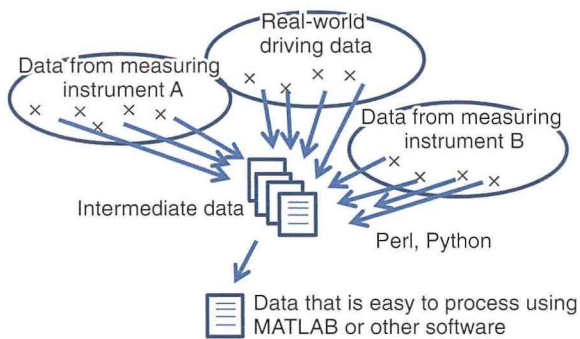 Real-world
driving data
Data from measuring
instrument A
Data from measuring
instrument B
Intermediate data
Perl, Python
Data that is easy to process using
MATLAB or other software